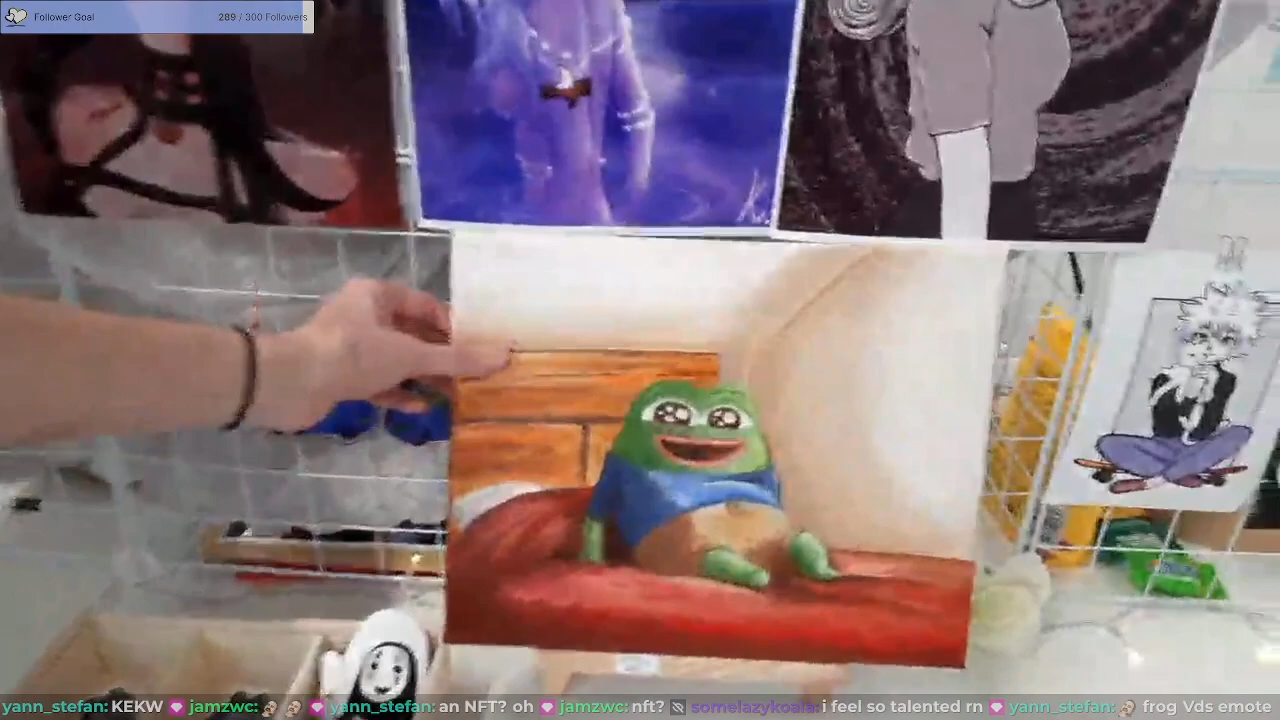 Follower Goal 289 / 300 Followers
yann_stefan: KEKW jamzwc: yann_stefan: an NFT? oh jamzwc: nft? somelazykoala: i feel so talented rn yann_stefan: frog Vds emote